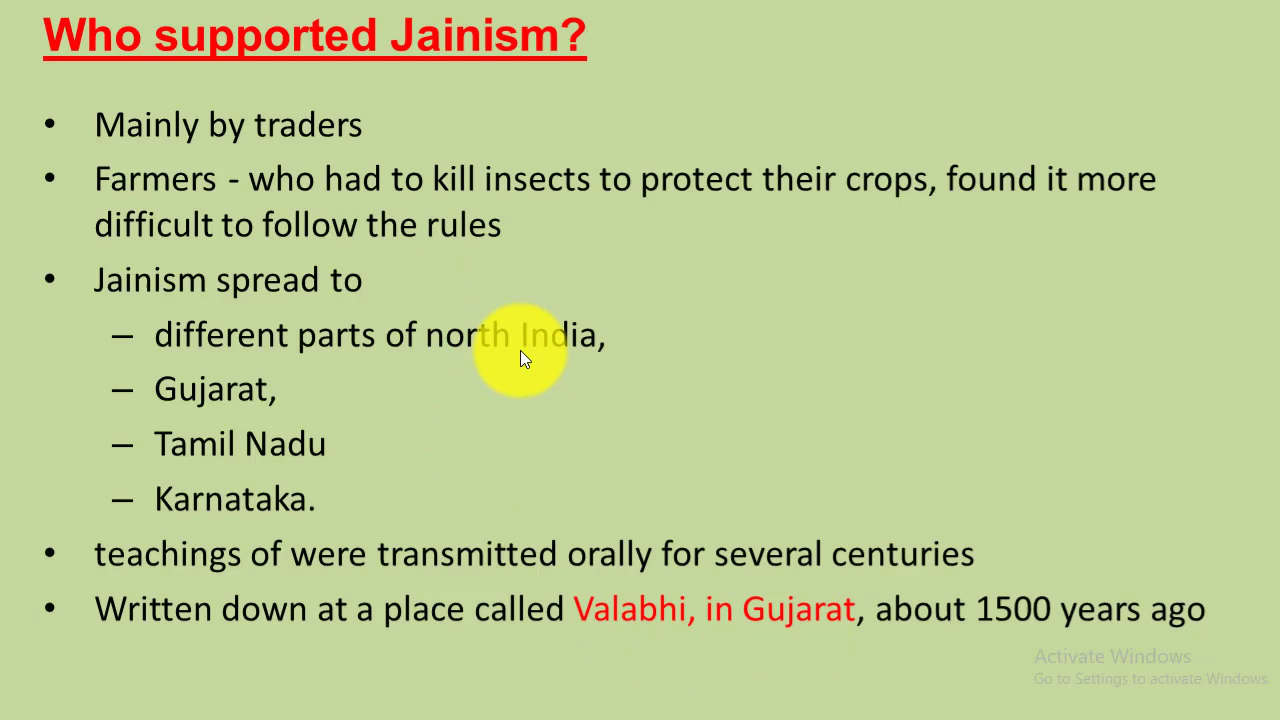 Who supported Jainism?
• Mainly by traders
• Farmers - who had to kill insects to protect their crops, found it more
difficult to follow the rules
• Jainism spread to
– different parts of north India,
– Gujarat,
– Tamil Nadu
– Karnataka.
• teachings of were transmitted orally for several centuries
• Written down at a place called Valabhi, in Gujarat, about 1500 years ago
Activate Windows
Go to Settings to activate Windows.